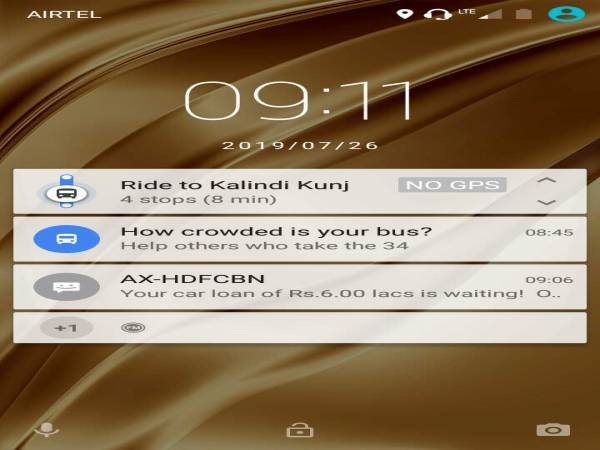 AIRTEL
LTE
09:11
2019/07/26
Ride to Kalindi Kunj
NO GPS
4 stops (8 min)
How crowded is your bus?
08:45
Help others who take the 34
AX-HDFCBN
09:06
Your car loan of Rs.6.00 lacs is waiting! O..
+1
FM